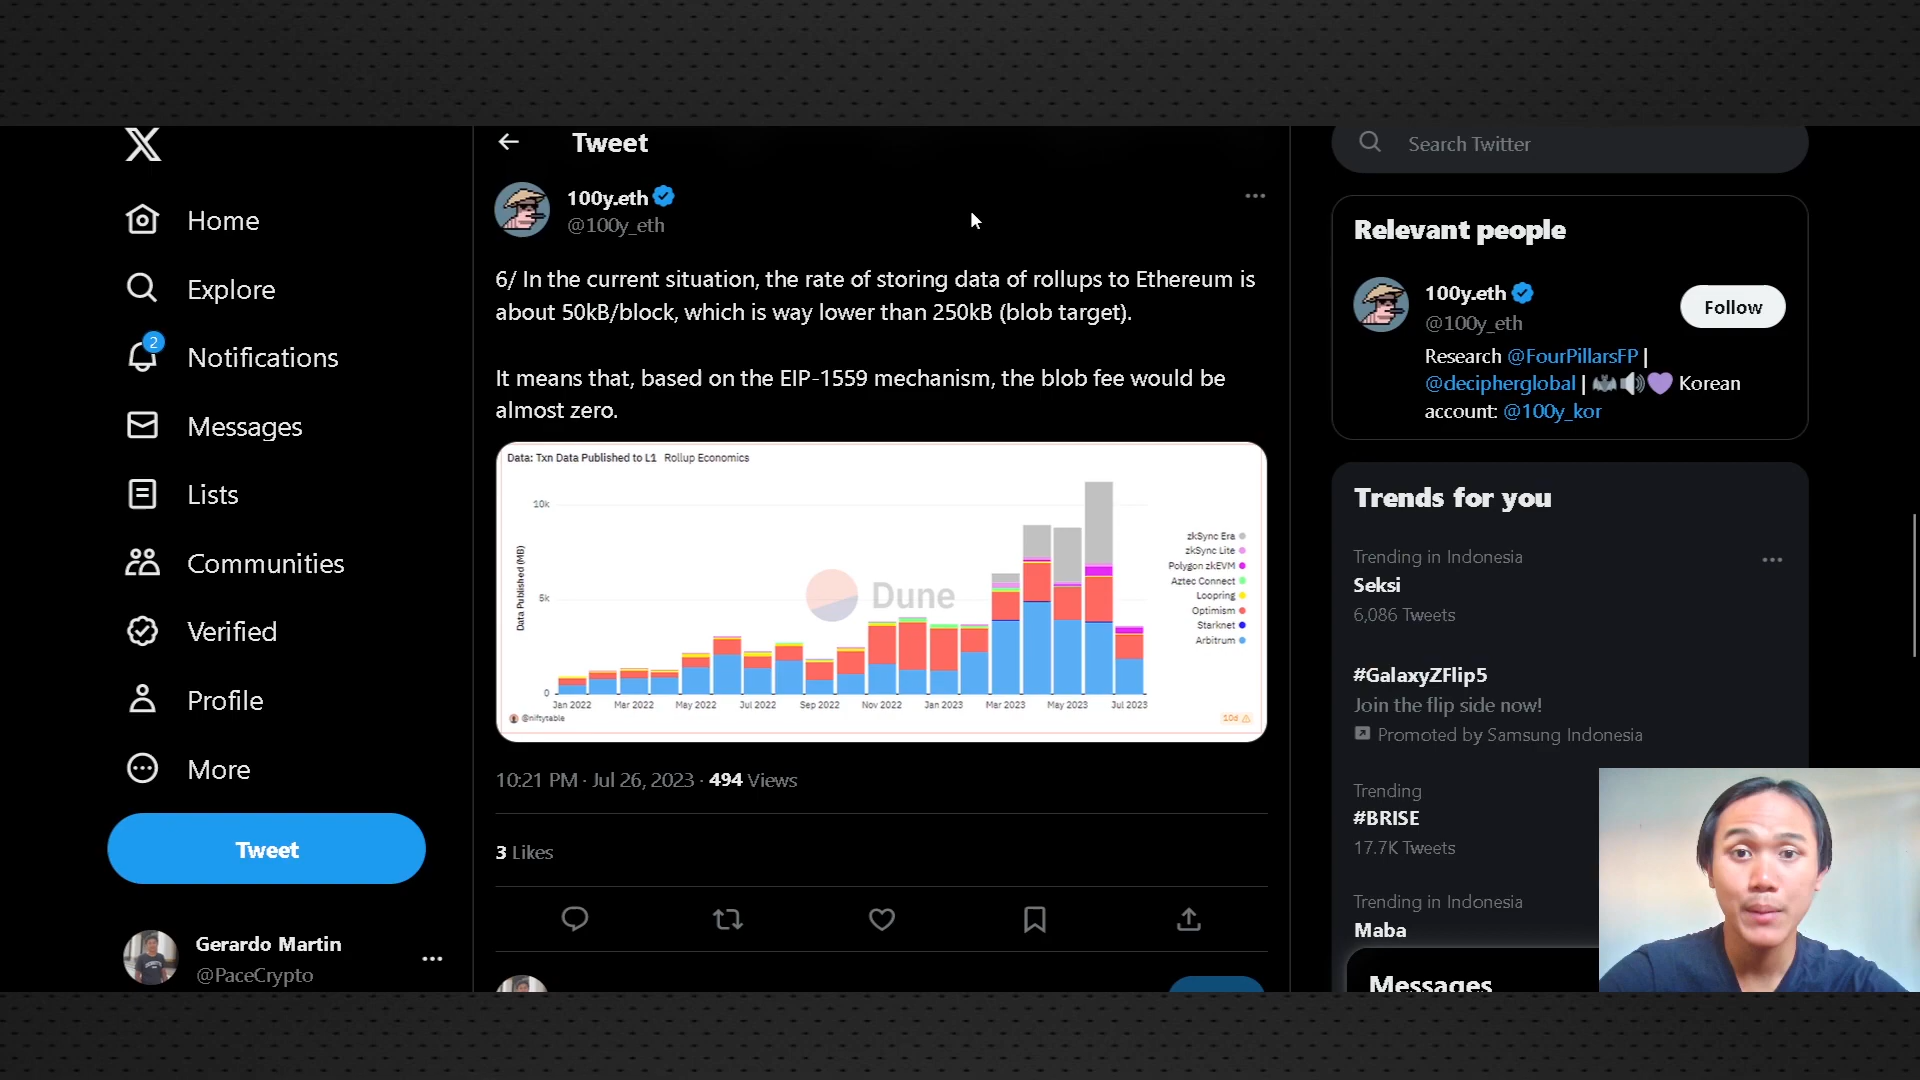 Home
Explore
2
Notifications
Messages
Lists
Communities
Verified
Profile
More
Tweet
Gerardo Martin
@PaceCrypto
Tweet
100y.eth
@100y_eth
6/ In the current situation, the rate of storing data of rollups to Ethereum is
about 50kB/block, which is way lower than 250kB (blob target).
It means that, based on the EIP-1559 mechanism, the blob fee would be
almost zero.
Data: Txn Data Published to L1 Rollup Economics
Data Published (MB)
10k
5k
0
Dune
zkSync Era
zkSync Lite
Polygon zkEVM
Aztec Connect
Loopring
Optimism
Starknet
Arbitrum
Jan 2022 Mar 2022 May 2022 Jul 2022 Sep 2022 Nov 2022 Jan 2023 Mar 2023 May 2023 Jul 2023
@niftytable
10d
10:21 PM · Jul 26, 2023 · 494 Views
3 Likes
Search Twitter
Relevant people
100y.eth
@100y_eth
Follow
Research @FourPillarsFP |
@decipherglobal | 🦇🔊💜 Korean
account: @100y_kor
Trends for you
Trending in Indonesia
Seksi
6,086 Tweets
#GalaxyZFlip5
Join the flip side now!
Promoted by Samsung Indonesia
Trending
#BRISE
17.7K Tweets
Trending in Indonesia
Maba
Messages